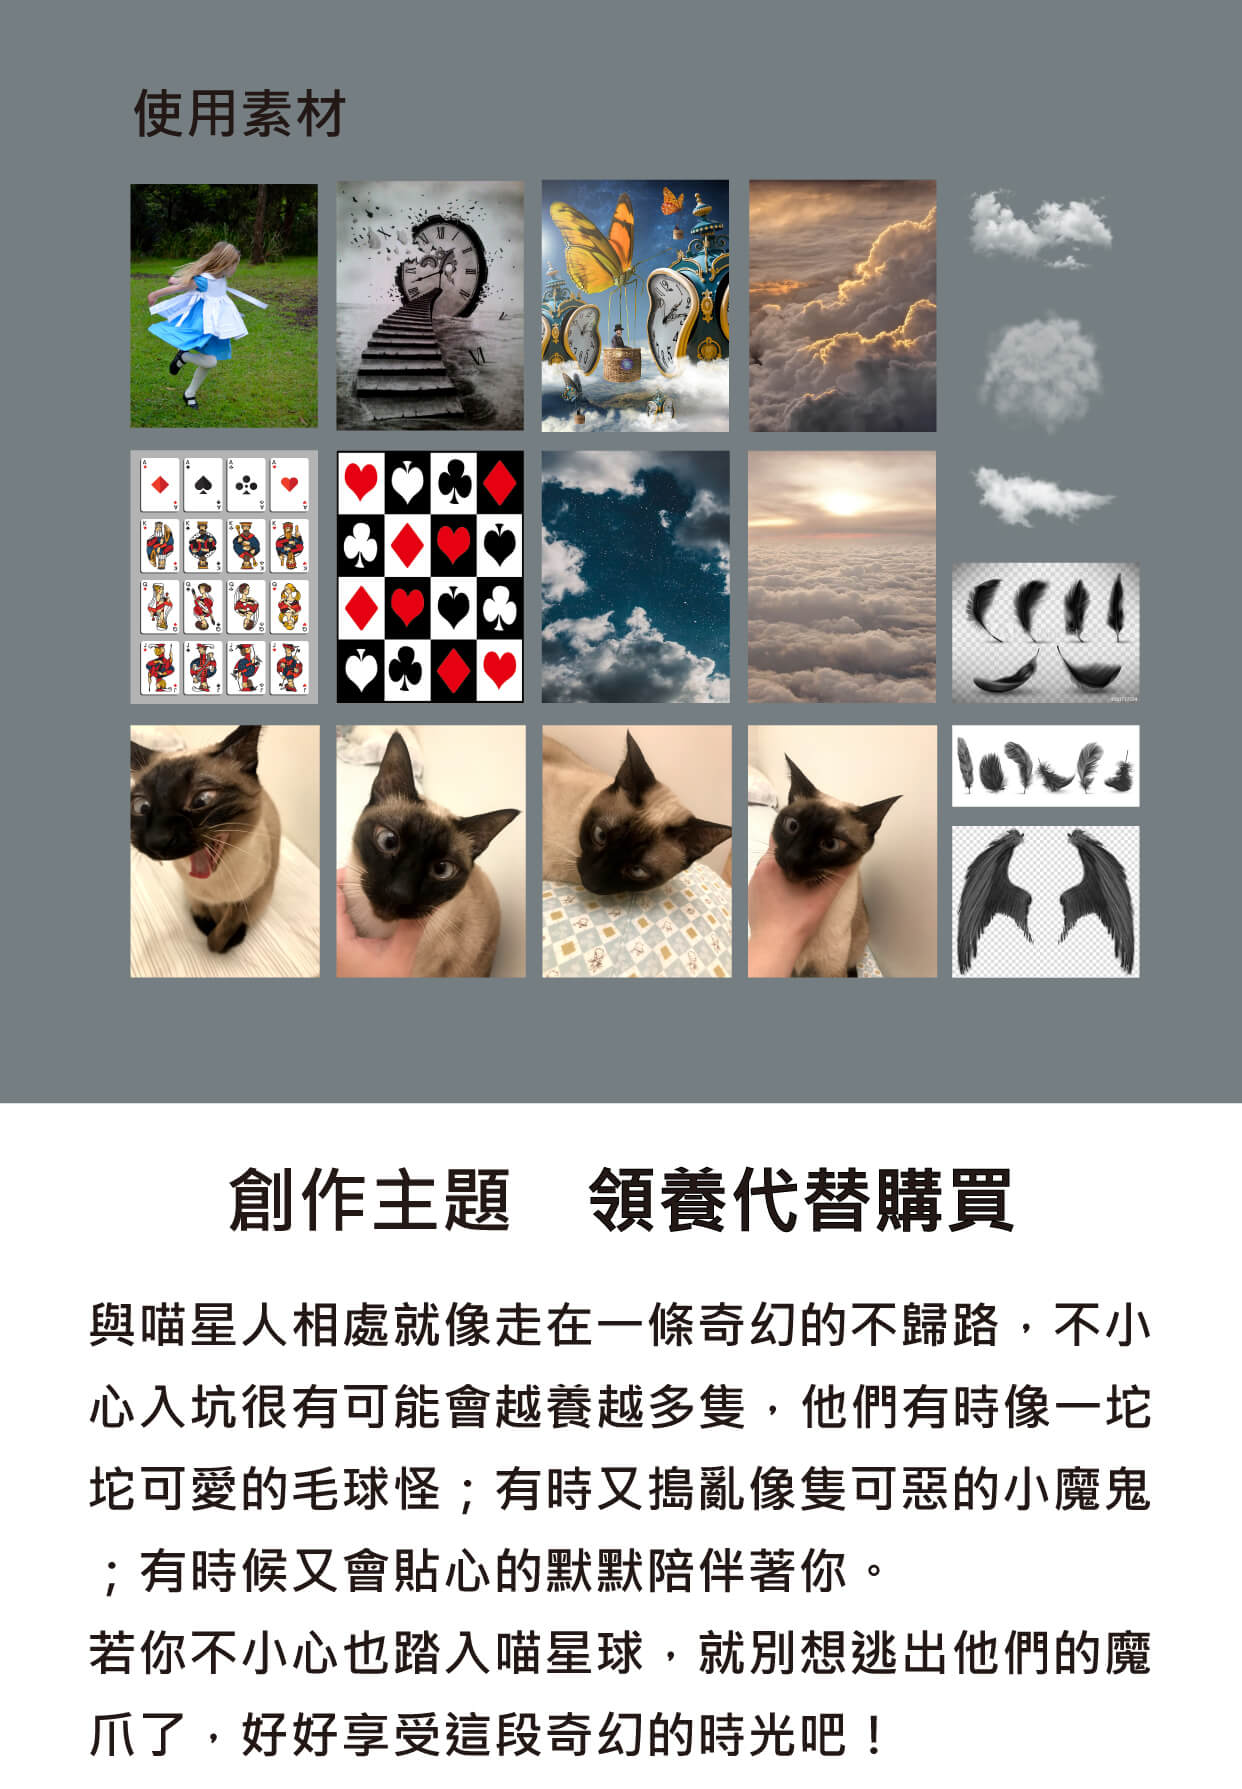 使用素材
創作主題　領養代替購買
與喵星人相處就像走在一條奇幻的不歸路，不小
心入坑很有可能會越養越多隻，他們有時像一坨
坨可愛的毛球怪；有時又搗亂像隻可惡的小魔鬼
；有時候又會貼心的默默陪伴著你。
若你不小心也踏入喵星球，就別想逃出他們的魔
爪了，好好享受這段奇幻的時光吧！